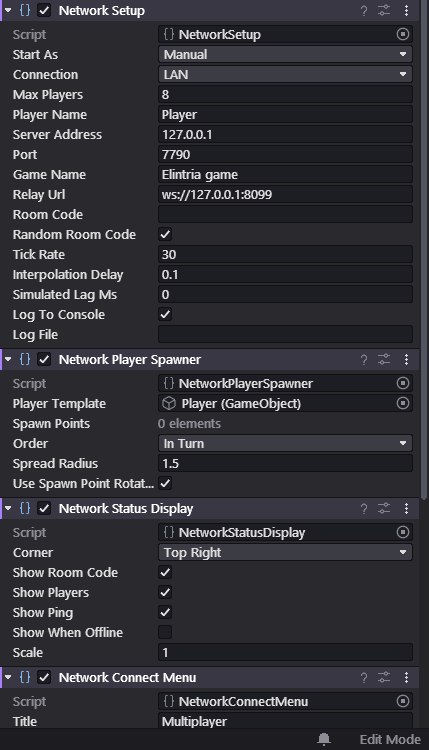 Network Setup
Script NetworkSetup
Start As Manual
Connection LAN
Max Players 8
Player Name Player
Server Address 127.0.0.1
Port 7790
Game Name Elintria game
Relay Url ws://127.0.0.1:8099
Room Code
Random Room Code
Tick Rate 30
Interpolation Delay 0.1
Simulated Lag Ms 0
Log To Console
Log File
Network Player Spawner
Script NetworkPlayerSpawner
Player Template Player (GameObject)
Spawn Points 0 elements
Order In Turn
Spread Radius 1.5
Use Spawn Point Rotat...
Network Status Display
Script NetworkStatusDisplay
Corner Top Right
Show Room Code
Show Players
Show Ping
Show When Offline
Scale 1
Network Connect Menu
Script NetworkConnectMenu
Title Multiplayer
Edit Mode